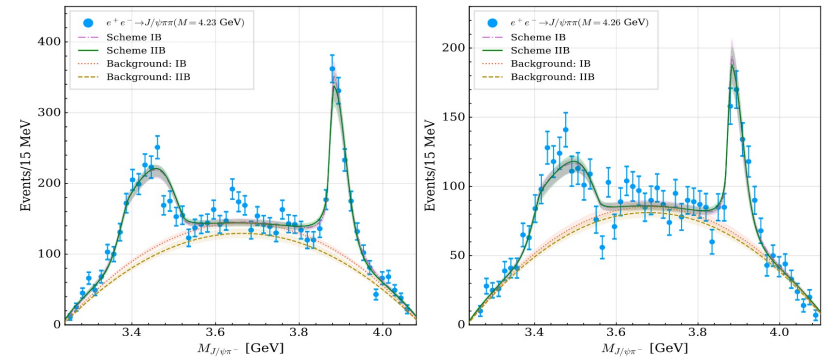 e⁺e⁻→J/ψππ(M = 4.23 GeV)
Scheme IB
Scheme IIB
Background: IB
Background: IIB
400
300
200
100
0
Events/15 MeV
3.4
3.6
3.8
4.0
M_{J/ψπ⁻} [GeV]
e⁺e⁻→J/ψππ(M = 4.26 GeV)
Scheme IB
Scheme IIB
Background: IB
Background: IIB
200
150
100
50
0
Events/15 MeV
3.4
3.6
3.8
4.0
M_{J/ψπ⁻} [GeV]